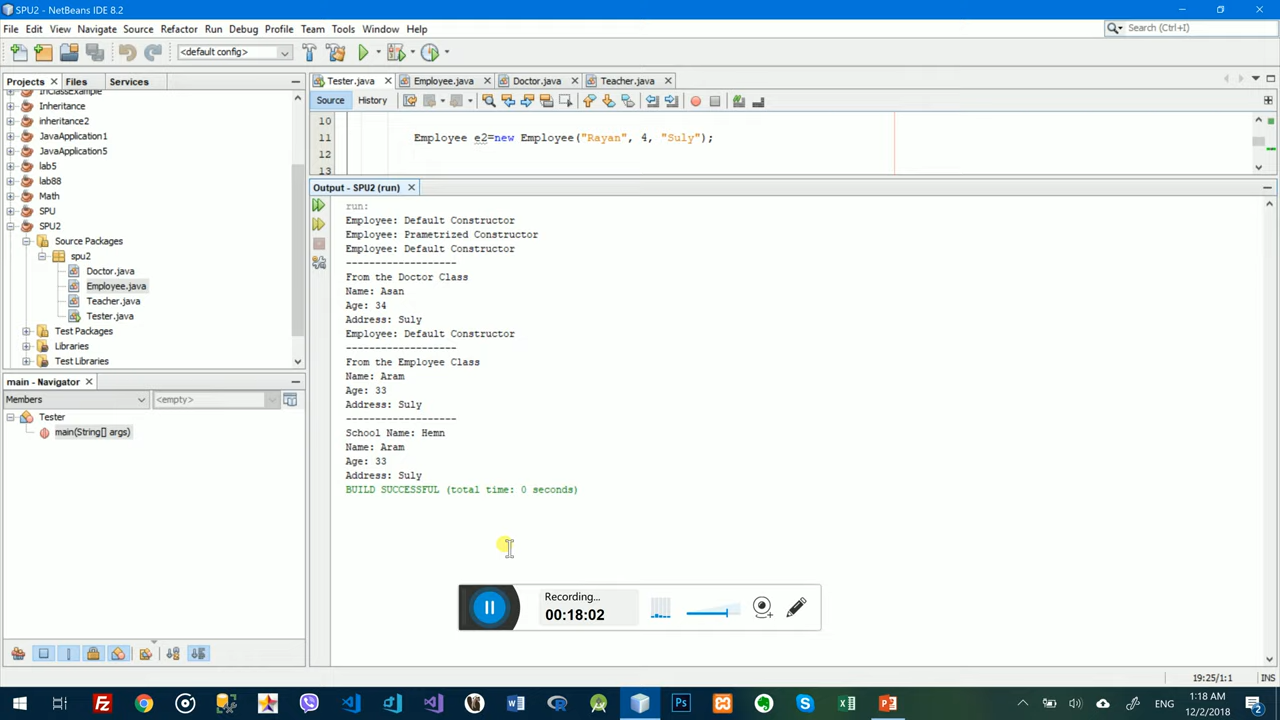 SPU2 - NetBeans IDE 8.2
File Edit View Navigate Source Refactor Run Debug Profile Team Tools Window Help
Search (Ctrl+I)
<default config>
Projects Files Services
Tester.java Employee.java Doctor.java Teacher.java
Source History
InClassExample
Inheritance
inheritance2
JavaApplication1
JavaApplication5
lab5
lab88
Math
SPU
SPU2
Source Packages
spu2
Doctor.java
Employee.java
Teacher.java
Tester.java
Test Packages
Libraries
Test Libraries
10
11 Employee e2=new Employee("Rayan", 4, "Suly");
12
13
Output - SPU2 (run)
run:
Employee: Default Constructor
Employee: Prametrized Constructor
Employee: Default Constructor
-------------------
From the Doctor Class
Name: Asan
Age: 34
Address: Suly
Employee: Default Constructor
-------------------
From the Employee Class
Name: Aram
Age: 33
Address: Suly
-------------------
School Name: Hemn
Name: Aram
Age: 33
Address: Suly
BUILD SUCCESSFUL (total time: 0 seconds)
main - Navigator
Members <empty>
Tester
main(String[] args)
Recording...
00:18:02
19:25/1:1 INS
ENG
1:18 AM
12/2/2018
2